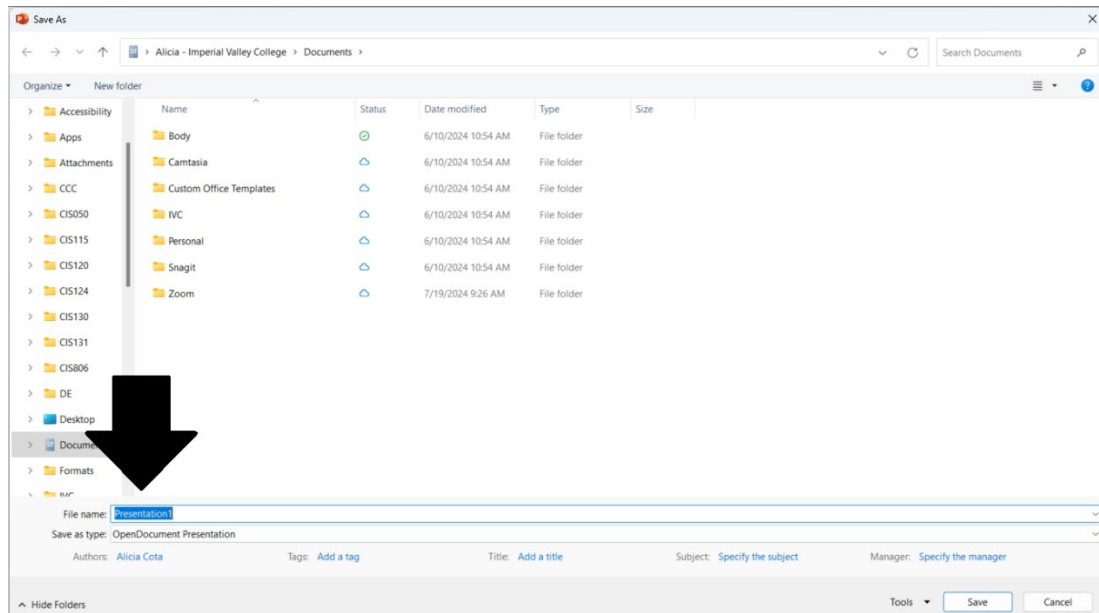 Save As
Alicia - Imperial Valley College > Documents >
Search Documents
Organize
New folder
Name Status Date modified Type Size
Accessibility
Apps
Attachments
CCC
CIS050
CIS115
CIS120
CIS124
CIS130
CIS131
CIS806
DE
Desktop
Formats
Body 6/10/2024 10:54 AM File folder
Camtasia 6/10/2024 10:54 AM File folder
Custom Office Templates 6/10/2024 10:54 AM File folder
IVC 6/10/2024 10:54 AM File folder
Personal 6/10/2024 10:54 AM File folder
Snagit 6/10/2024 10:54 AM File folder
Zoom 7/19/2024 9:26 AM File folder
File name: Presentation1
Save as type: OpenDocument Presentation
Authors: Alicia Cota Tags: Add a tag Title: Add a title Subject: Specify the subject Manager: Specify the manager
Hide Folders
Tools Save Cancel